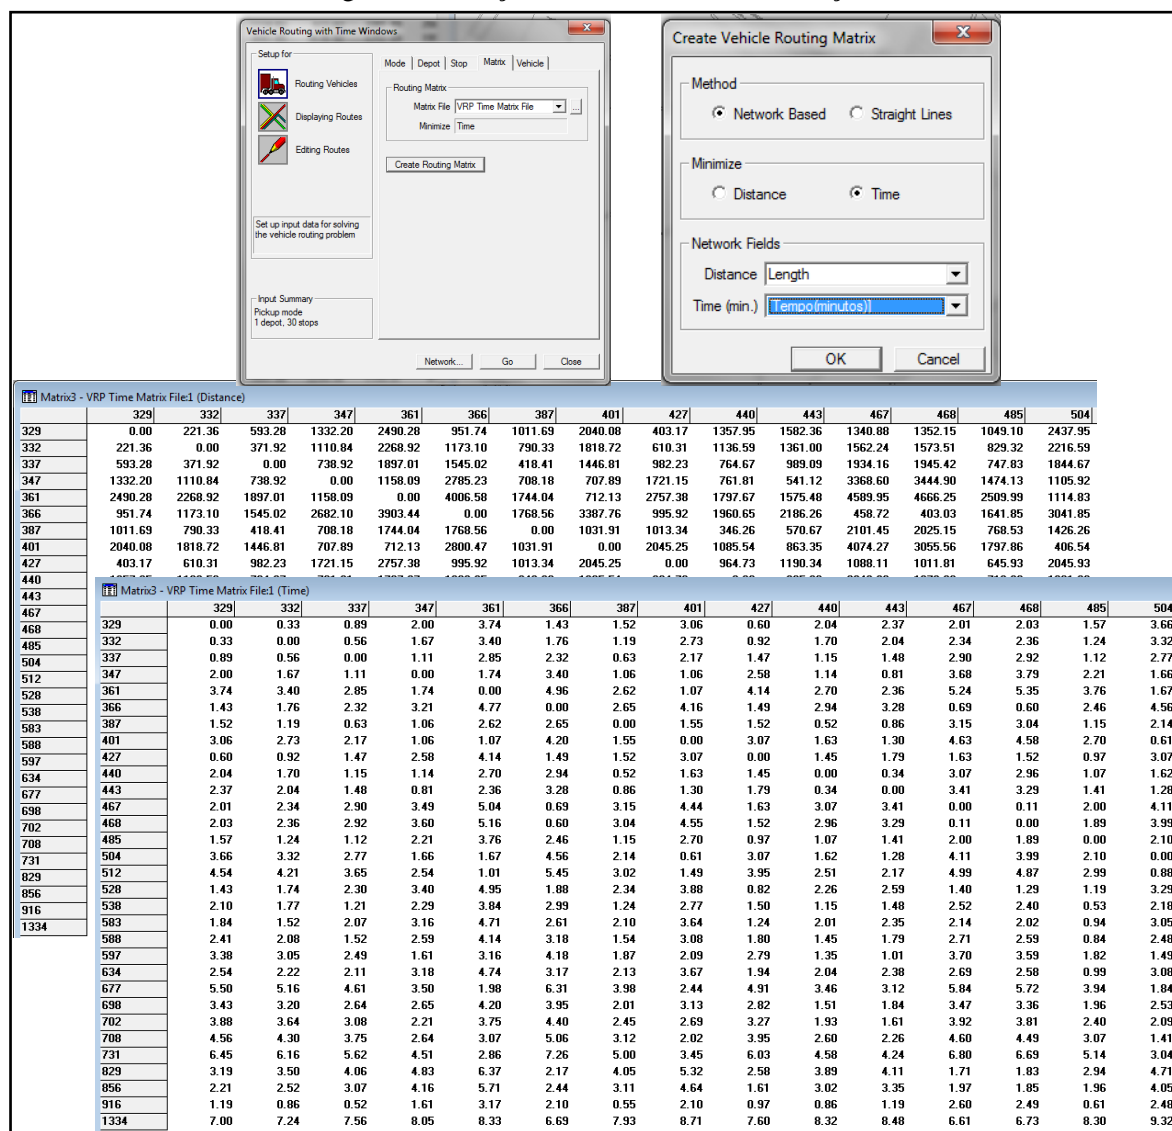 Vehicle Routing with Time Windows
Setup for
Routing Vehicles
Displaying Routes
Editing Routes
Set up input data for solving
the vehicle routing problem
Input Summary
Pickup mode
1 depot, 30 stops
Mode Depot Stop Matrix Vehicle
Routing Matrix
Matrix File VRP Time Matrix File ...
Minimize Time
Create Routing Matrix
Network... Go Close
Create Vehicle Routing Matrix
Method
Network Based Straight Lines
Minimize
Distance Time
Network Fields
Distance Length
Time (min.) [Tempo(minutos)]
OK Cancel
Matrix3 - VRP Time Matrix File:1 (Distance)
329 332 337 347 361 366 387 401 427 440 443 467 468 485 504
329 0.00 221.36 593.28 1332.20 2490.28 951.74 1011.69 2040.08 403.17 1357.95 1582.36 1340.88 1352.15 1049.10 2437.95
332 221.36 0.00 371.92 1110.84 2268.92 1173.10 790.33 1818.72 610.31 1136.59 1361.00 1562.24 1573.51 829.32 2216.59
337 593.28 371.92 0.00 738.92 1897.01 1545.02 418.41 1446.81 982.23 764.67 989.09 1934.16 1945.42 747.83 1844.67
347 1332.20 1110.84 738.92 0.00 1158.09 2785.23 708.18 707.89 1721.15 761.81 541.12 3368.60 3444.90 1474.13 1105.92
361 2490.28 2268.92 1897.01 1158.09 0.00 4006.58 1744.04 712.13 2757.38 1797.67 1575.48 4589.95 4666.25 2509.99 1114.83
366 951.74 1173.10 1545.02 2682.10 3903.44 0.00 1768.56 3387.76 995.92 1960.65 2186.26 458.72 403.03 1641.85 3041.85
387 1011.69 790.33 418.41 708.18 1744.04 1768.56 0.00 1031.91 1013.34 346.26 570.67 2101.45 2025.15 768.53 1426.26
401 2040.08 1818.72 1446.81 707.89 712.13 2800.47 1031.91 0.00 2045.25 1085.54 863.35 4074.27 3055.56 1797.86 406.54
427 403.17 610.31 982.23 1721.15 2757.38 995.92 1013.34 2045.25 0.00 964.73 1190.34 1088.11 1011.81 645.93 2045.93
440
443
467
468
485
504
512
528
538
583
588
597
634
677
698
702
708
731
829
856
916
1334
Matrix3 - VRP Time Matrix File:1 (Time)
329 332 337 347 361 366 387 401 427 440 443 467 468 485 504
329 0.00 0.33 0.89 2.00 3.74 1.43 1.52 3.06 0.60 2.04 2.37 2.01 2.03 1.57 3.66
332 0.33 0.00 0.56 1.67 3.40 1.76 1.19 2.73 0.92 1.70 2.04 2.34 2.36 1.24 3.32
337 0.89 0.56 0.00 1.11 2.85 2.32 0.63 2.17 1.47 1.15 1.48 2.90 2.92 1.12 2.77
347 2.00 1.67 1.11 0.00 1.74 3.40 1.06 1.06 2.58 1.14 0.81 3.68 3.79 2.21 1.66
361 3.74 3.40 2.85 1.74 0.00 4.96 2.62 1.07 4.14 2.70 2.36 5.24 5.35 3.76 1.67
366 1.43 1.76 2.32 3.21 4.77 0.00 2.65 4.16 1.49 2.94 3.28 0.69 0.60 2.46 4.56
387 1.52 1.19 0.63 1.06 2.62 2.65 0.00 1.55 1.52 0.52 0.86 3.15 3.04 1.15 2.14
401 3.06 2.73 2.17 1.06 1.07 4.20 1.55 0.00 3.07 1.63 1.30 4.63 4.58 2.70 0.61
427 0.60 0.92 1.47 2.58 4.14 1.49 1.52 3.07 0.00 1.45 1.79 1.63 1.52 0.97 3.07
440 2.04 1.70 1.15 1.14 2.70 2.94 0.52 1.63 1.45 0.00 0.34 3.07 2.96 1.07 1.62
443 2.37 2.04 1.48 0.81 2.36 3.28 0.86 1.30 1.79 0.34 0.00 3.41 3.29 1.41 1.28
467 2.01 2.34 2.90 3.49 5.04 0.69 3.15 4.44 1.63 3.07 3.41 0.00 0.11 2.00 4.11
468 2.03 2.36 2.92 3.60 5.16 0.60 3.04 4.55 1.52 2.96 3.29 0.11 0.00 1.89 3.99
485 1.57 1.24 1.12 2.21 3.76 2.46 1.15 2.70 0.97 1.07 1.41 2.00 1.89 0.00 2.10
504 3.66 3.32 2.77 1.66 1.67 4.56 2.14 0.61 3.07 1.62 1.28 4.11 3.99 2.10 0.00
512 4.54 4.21 3.65 2.54 1.01 5.45 3.02 1.49 3.95 2.51 2.17 4.99 4.87 2.99 0.88
528 1.43 1.74 2.30 3.40 4.95 1.88 2.34 3.88 0.82 2.26 2.59 1.40 1.29 1.19 3.29
538 2.10 1.77 1.21 2.29 3.84 2.99 1.24 2.77 1.50 1.15 1.48 2.52 2.40 0.53 2.18
583 1.84 1.52 2.07 3.16 4.71 2.61 2.10 3.64 1.24 2.01 2.35 2.14 2.02 0.94 3.05
588 2.41 2.08 1.52 2.59 4.14 3.18 1.54 3.08 1.80 1.45 1.79 2.71 2.59 0.84 2.48
597 3.38 3.05 2.49 1.61 3.16 4.18 1.87 2.09 2.79 1.35 1.01 3.70 3.59 1.82 1.49
634 2.54 2.22 2.11 3.18 4.74 3.17 2.13 3.67 1.94 2.04 2.38 2.69 2.58 0.99 3.08
677 5.50 5.16 4.61 3.50 1.98 6.31 3.98 2.44 4.91 3.46 3.12 5.84 5.72 3.94 1.84
698 3.43 3.20 2.64 2.65 4.20 3.95 2.01 3.13 2.82 1.51 1.84 3.47 3.36 1.96 2.53
702 3.88 3.64 3.08 2.21 3.75 4.40 2.45 2.69 3.27 1.93 1.61 3.92 3.81 2.40 2.09
708 4.56 4.30 3.75 2.64 3.07 5.06 3.12 2.02 3.95 2.60 2.26 4.60 4.49 3.07 1.41
731 6.45 6.16 5.62 4.51 2.86 7.26 5.00 3.45 6.03 4.58 4.24 6.80 6.69 5.14 3.04
829 3.19 3.50 4.06 4.83 6.37 2.17 4.05 5.32 2.58 3.89 4.11 1.71 1.83 2.94 4.71
856 2.21 2.52 3.07 4.16 5.71 2.44 3.11 4.64 1.61 3.02 3.35 1.97 1.85 1.96 4.05
916 1.19 0.86 0.52 1.61 3.17 2.10 0.55 2.10 0.97 0.86 1.19 2.60 2.49 0.61 2.48
1334 7.00 7.24 7.56 8.05 8.33 6.69 7.93 8.71 7.60 8.32 8.48 6.61 6.73 8.30 9.32